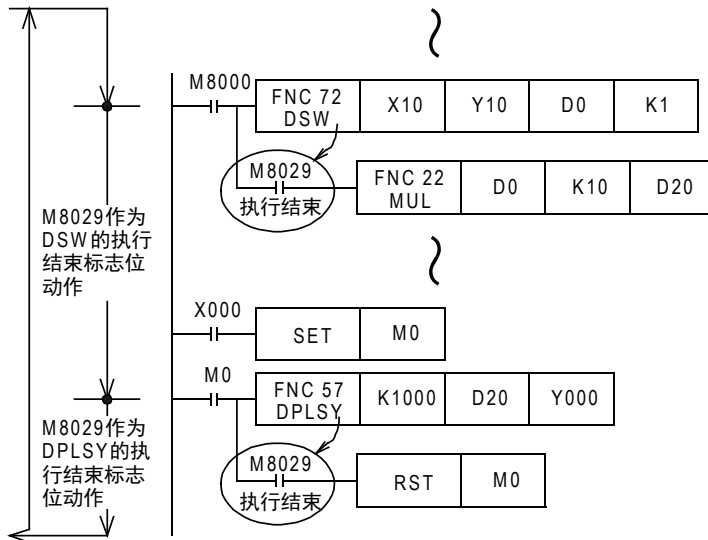 M8000
FNC 72
DSW
X10
Y10
D0
K1
M8029
执行结束
FNC 22
MUL
D0
K10
D20
M8029作为
DSW的执行
结束标志位
动作
X000
SET
M0
M0
FNC 57
DPLSY
K1000
D20
Y000
M8029作为
DPLSY的执
行结束标志
位动作
M8029
执行结束
RST
M0